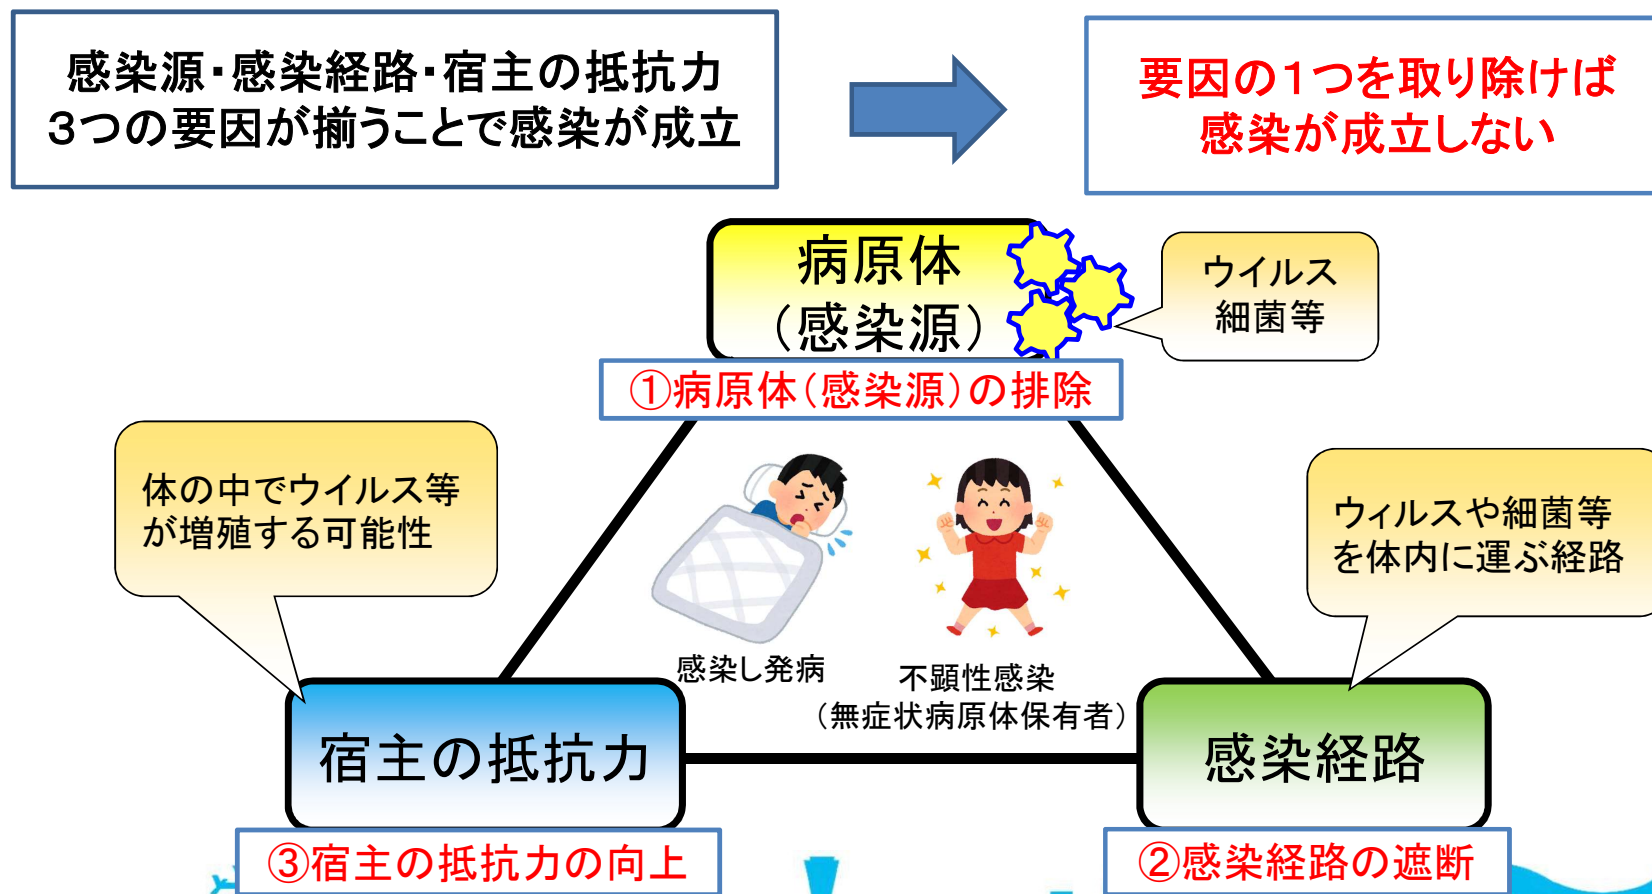 感染源・感染経路・宿主の抵抗力
３つの要因が揃うことで感染が成立
要因の１つを取り除けば
感染が成立しない
病原体
（感染源）
ウイルス
細菌等
①病原体（感染源）の排除
体の中でウイルス等
が増殖する可能性
ウィルスや細菌等
を体内に運ぶ経路
感染し発病
不顕性感染
（無症状病原体保有者）
宿主の抵抗力
感染経路
③宿主の抵抗力の向上
②感染経路の遮断